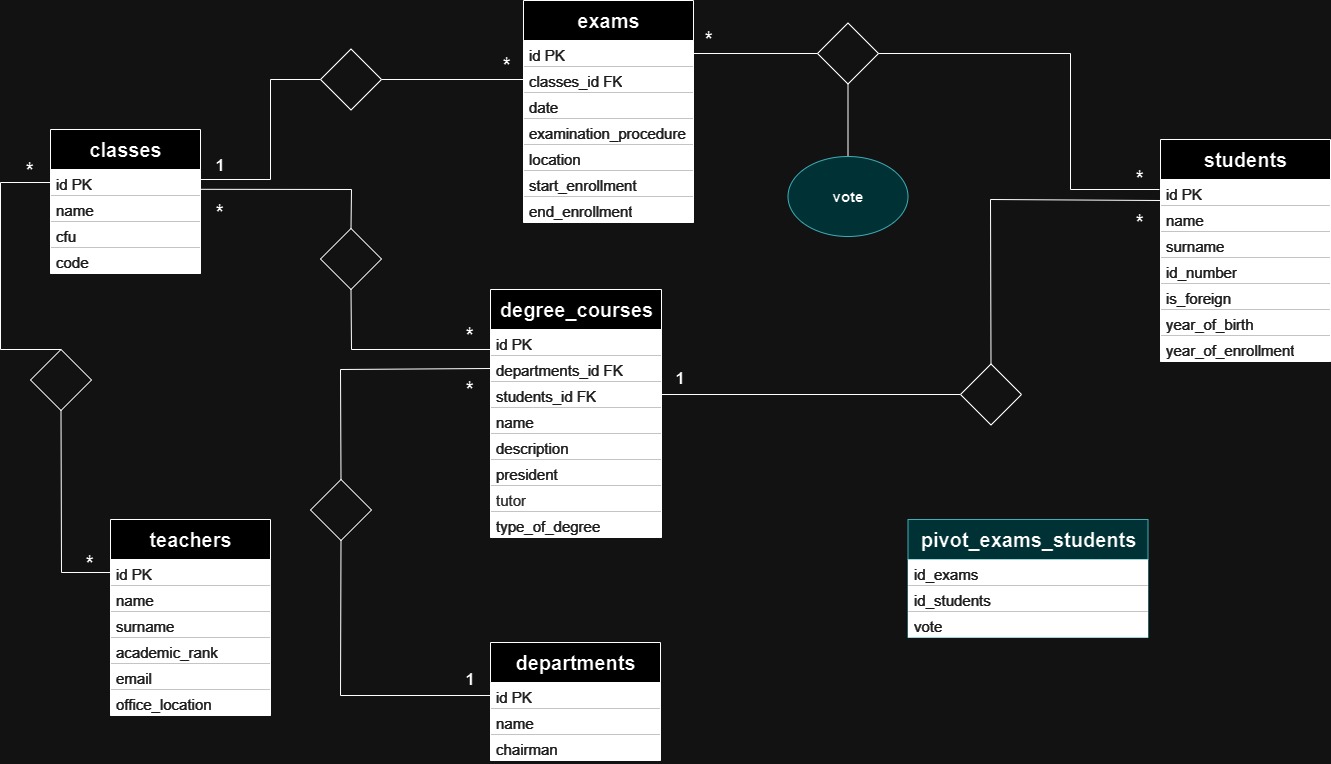 exams
id PK
classes_id FK
date
examination_procedure
location
start_enrollment
end_enrollment
*
*
vote
classes
id PK
name
cfu
code
*
1
*
students
id PK
name
surname
id_number
is_foreign
year_of_birth
year_of_enrollment
*
*
degree_courses
id PK
departments_id FK
students_id FK
name
description
president
tutor
type_of_degree
*
*
1
teachers
id PK
name
surname
academic_rank
email
office_location
*
pivot_exams_students
id_exams
id_students
vote
departments
id PK
name
chairman
1